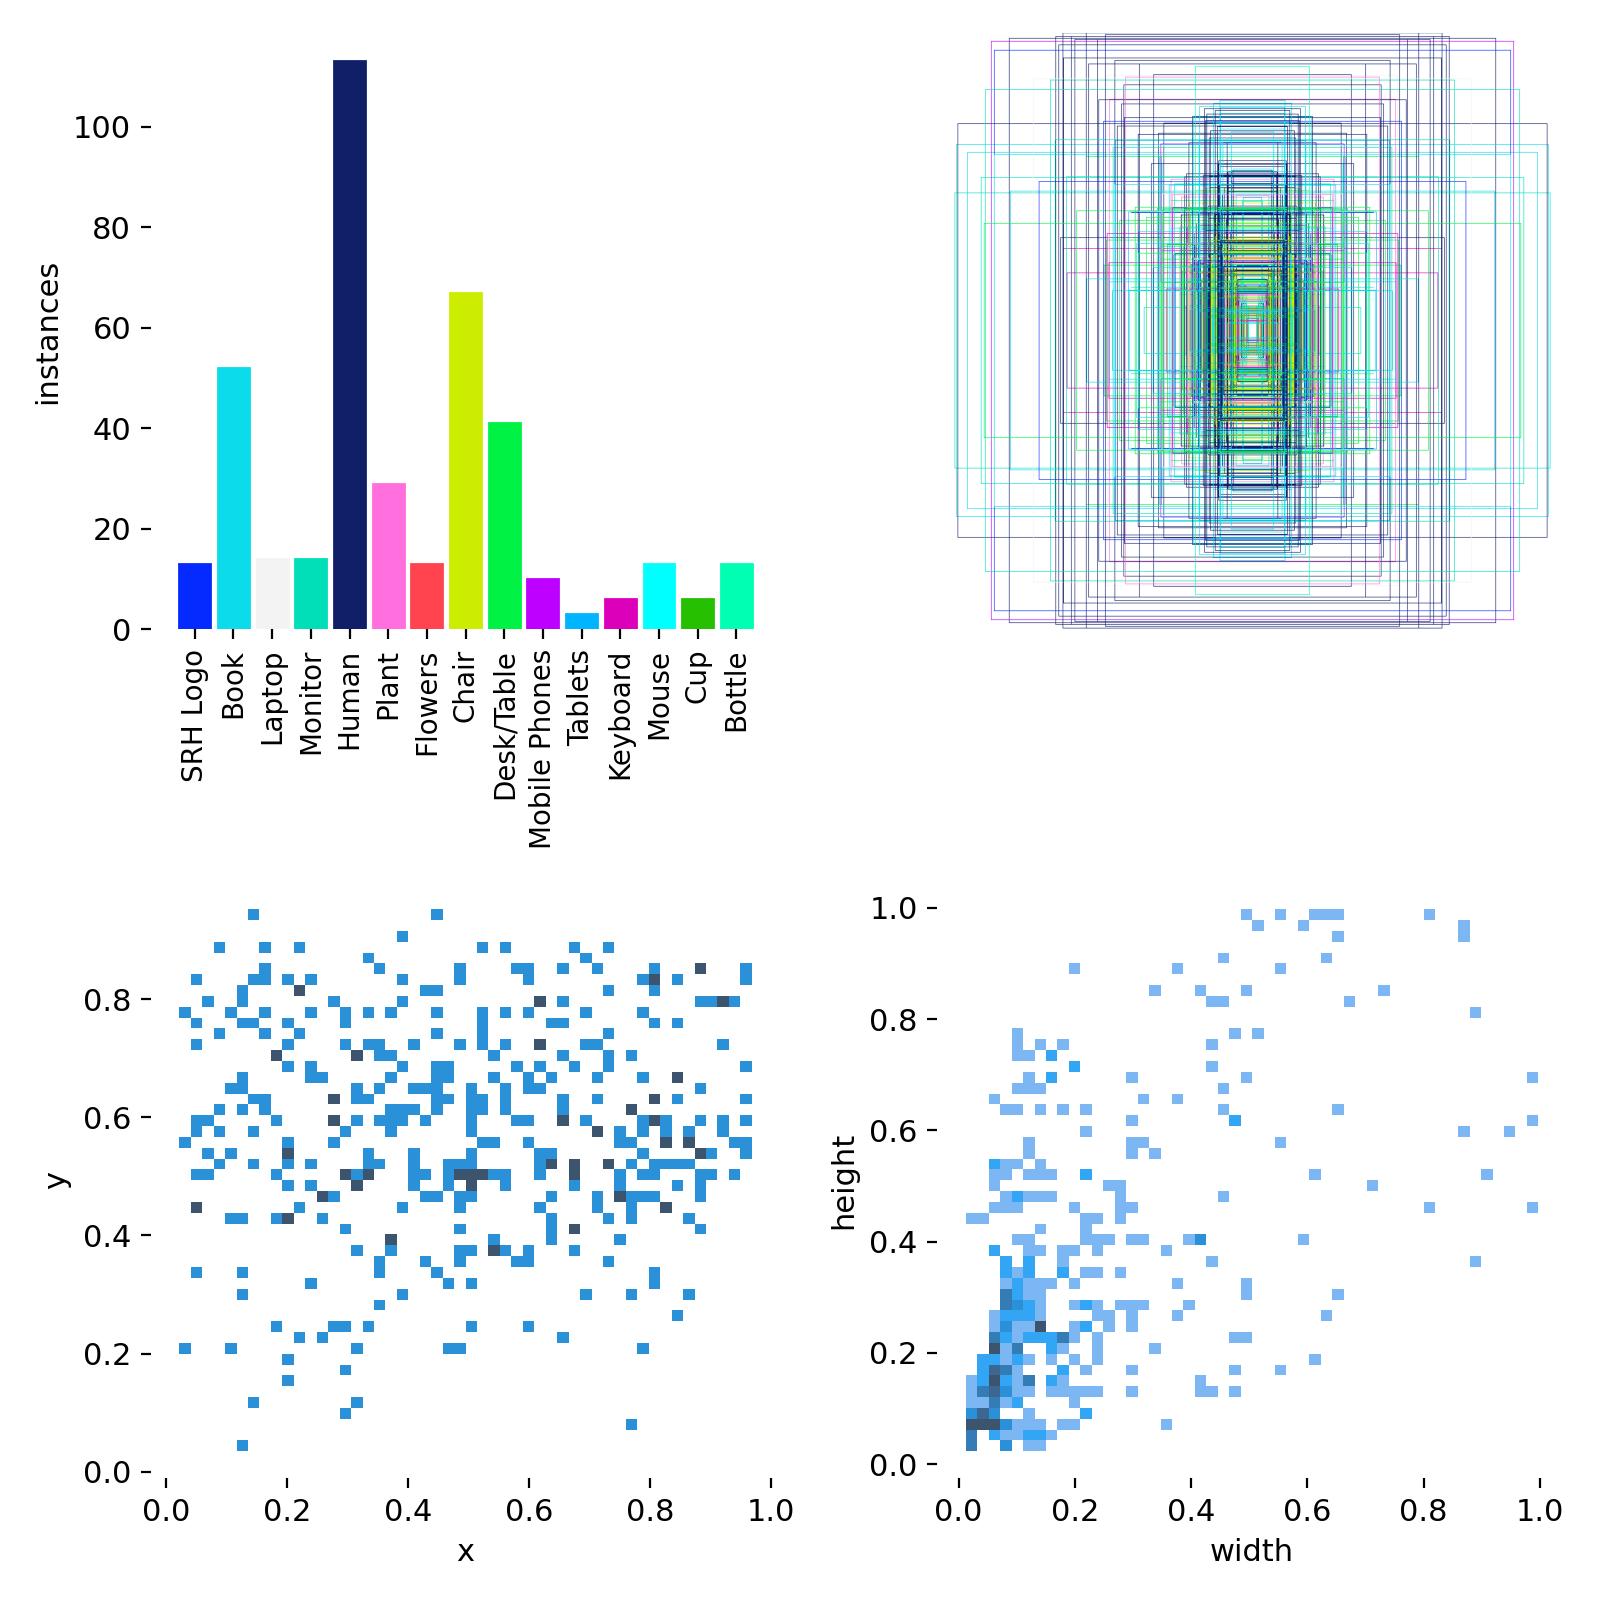 instances
100
80
60
40
20
0
SRH Logo
Book
Laptop
Monitor
Human
Plant
Flowers
Chair
Desk/Table
Mobile Phones
Tablets
Keyboard
Mouse
Cup
Bottle
y
0.8
0.6
0.4
0.2
0.0
0.0 0.2 0.4 0.6 0.8 1.0
x
height
1.0
0.8
0.6
0.4
0.2
0.0
0.0 0.2 0.4 0.6 0.8 1.0
width